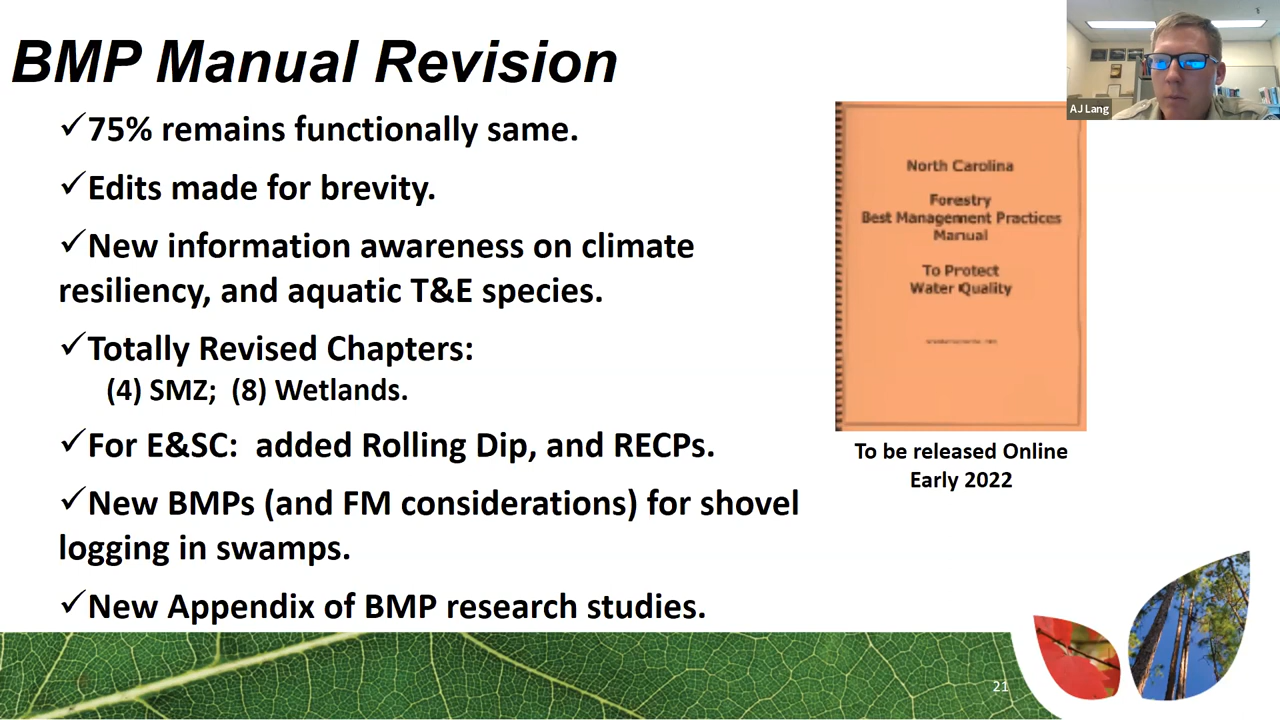 BMP Manual Revision
✓75% remains functionally same.
✓Edits made for brevity.
✓New information awareness on climate
resiliency, and aquatic T&E species.
✓Totally Revised Chapters:
(4) SMZ; (8) Wetlands.
✓For E&SC: added Rolling Dip, and RECPs.
✓New BMPs (and FM considerations) for shovel
logging in swamps.
✓New Appendix of BMP research studies.
AJ Lang
North Carolina
Forestry
Best Management Practices
Manual
To Protect
Water Quality
To be released Online
Early 2022
21